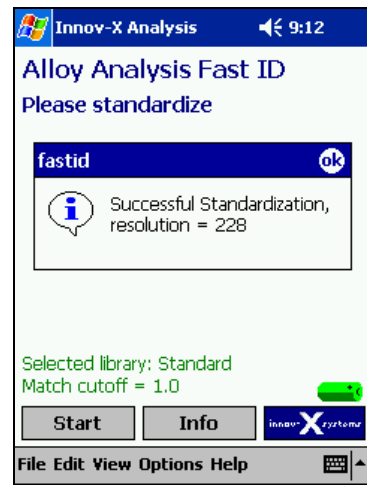 Innov-X Analysis 9:12
Alloy Analysis Fast ID
Please standardize
fastid ok
Successful Standardization,
resolution = 228
Selected library: Standard
Match cutoff = 1.0
Start Info innov-X systems
File Edit View Options Help